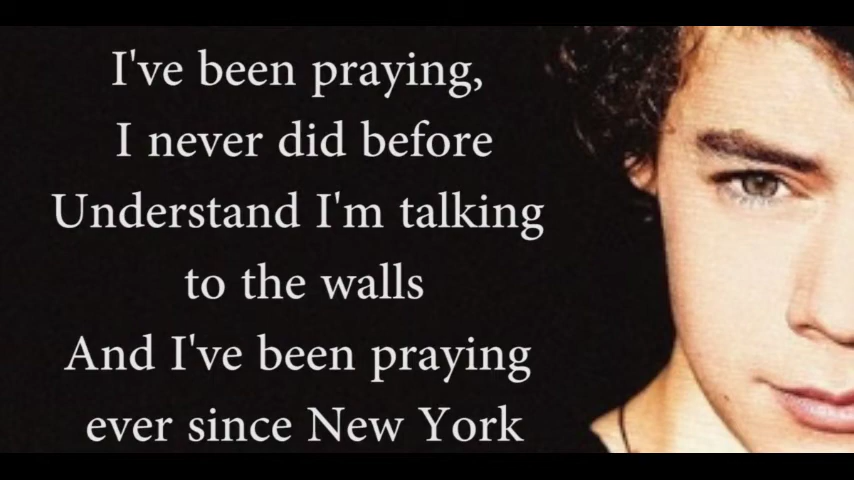 I've been praying,
I never did before
Understand I'm talking
to the walls
And I've been praying
ever since New York